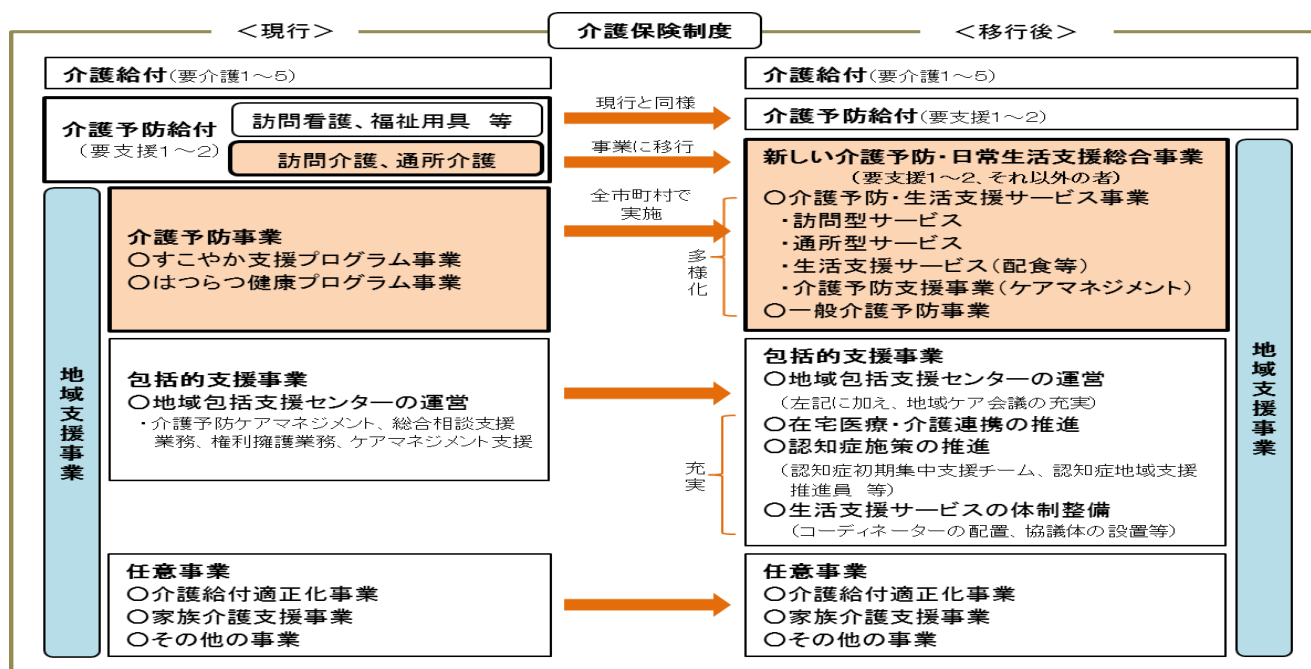 ＜現行＞
介護保険制度
＜移行後＞
介護給付(要介護1～5)
介護予防給付
(要支援1～2)
訪問看護、福祉用具 等
訪問介護、通所介護
地域支援事業
介護予防事業
○すこやか支援プログラム事業
○はつらつ健康プログラム事業
包括的支援事業
○地域包括支援センターの運営
・介護予防ケアマネジメント、総合相談支援
業務、権利擁護業務、ケアマネジメント支援
任意事業
○介護給付適正化事業
○家族介護支援事業
○その他の事業
現行と同様
事業に移行
全市町村で
実施
多様化
充実
介護給付(要介護1～5)
介護予防給付(要支援1～2)
新しい介護予防・日常生活支援総合事業
(要支援1～2、それ以外の者)
○介護予防・生活支援サービス事業
・訪問型サービス
・通所型サービス
・生活支援サービス(配食等)
・介護予防支援事業(ケアマネジメント)
○一般介護予防事業
包括的支援事業
○地域包括支援センターの運営
(左記に加え、地域ケア会議の充実)
○在宅医療・介護連携の推進
○認知症施策の推進
(認知症初期集中支援チーム、認知症地域支援
推進員 等)
○生活支援サービスの体制整備
(コーディネーターの配置、協議体の設置等)
任意事業
○介護給付適正化事業
○家族介護支援事業
○その他の事業
地域支援事業